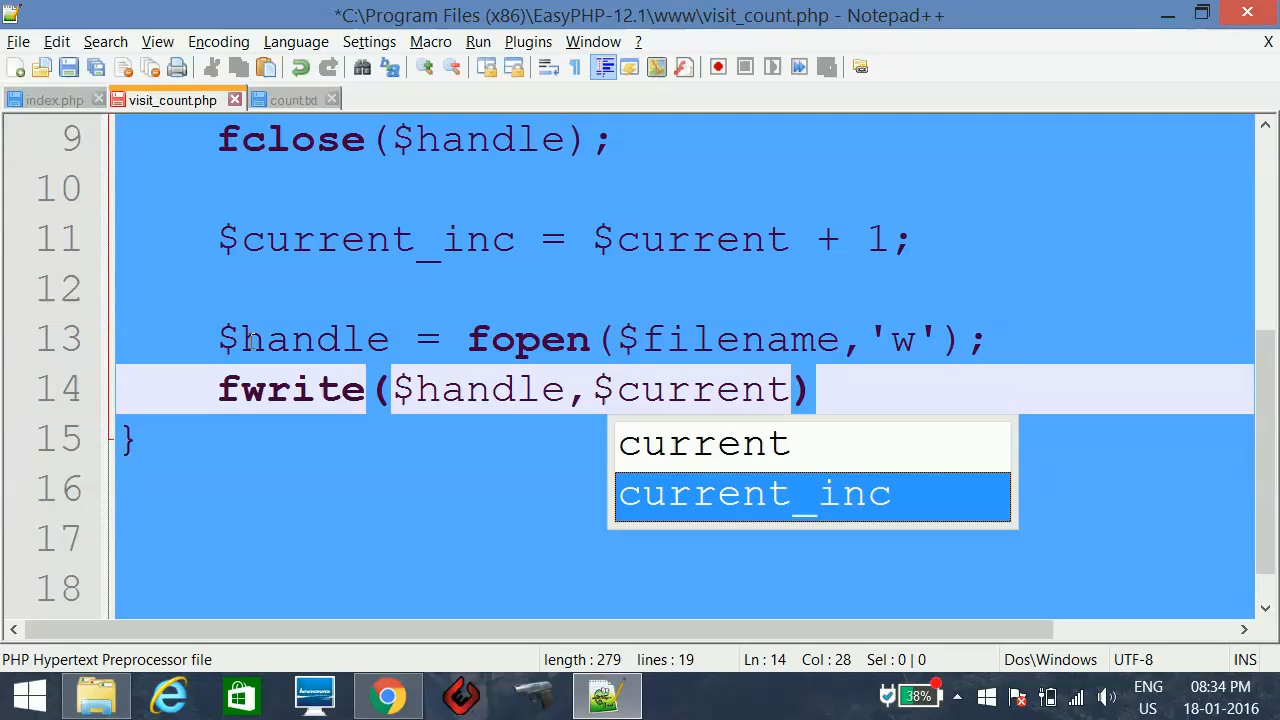 *C:\Program Files (x86)\EasyPHP-12.1\www\visit_count.php - Notepad++
File Edit Search View Encoding Language Settings Macro Run Plugins Window ? X
index.php visit_count.php count.txt
9 fclose($handle);
10
11 $current_inc = $current + 1;
12
13 $handle = fopen($filename,'w');
14 fwrite($handle,$current)
15 }
current
16 current_inc
17
18
PHP Hypertext Preprocessor file length : 279 lines : 19 Ln : 14 Col : 28 Sel : 0 | 0 Dos\Windows UTF-8 INS
38% ENG US 08:34 PM 18-01-2016